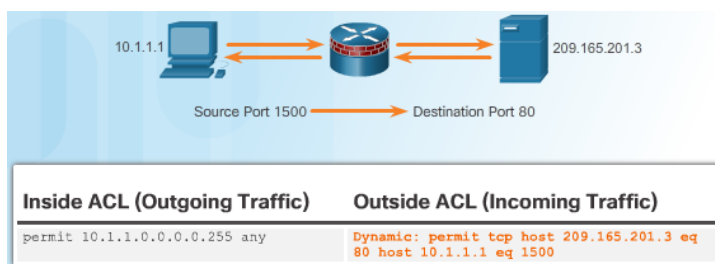 10.1.1.1
209.165.201.3
Source Port 1500
Destination Port 80
Inside ACL (Outgoing Traffic)
Outside ACL (Incoming Traffic)
permit 10.1.1.0.0.0.0.255 any
Dynamic: permit tcp host 209.165.201.3 eq
80 host 10.1.1.1 eq 1500